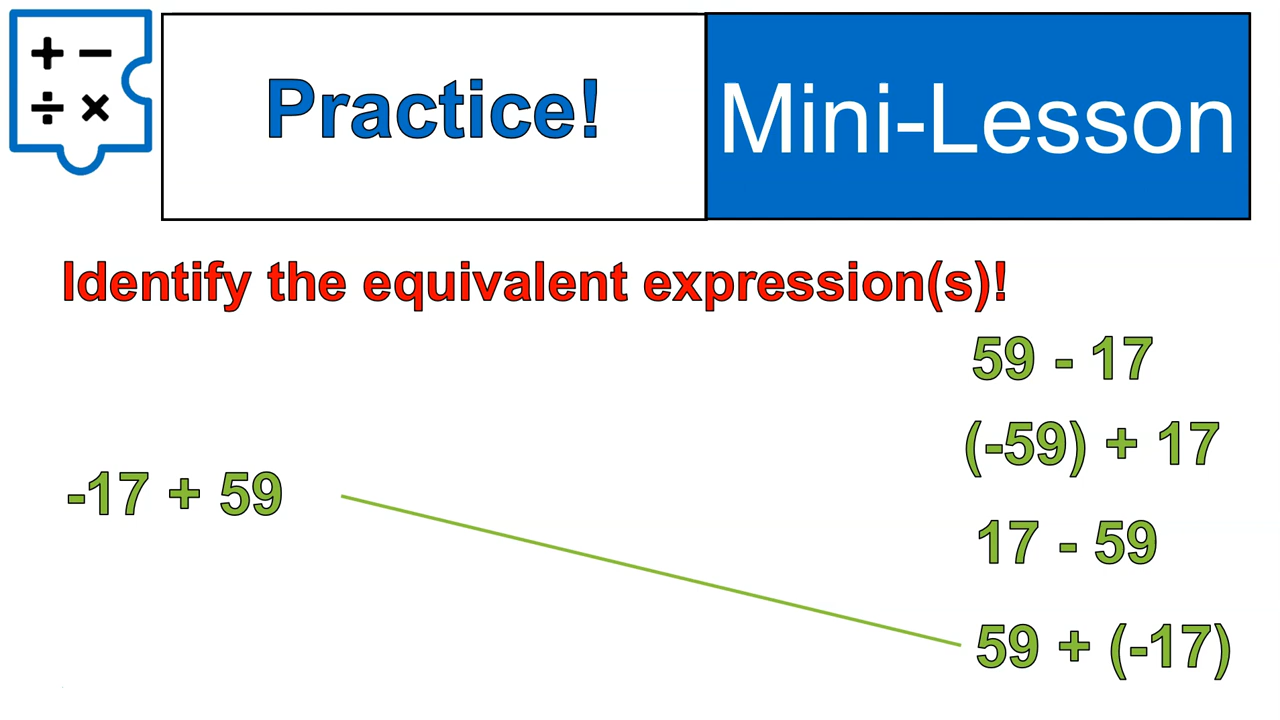 + −
÷ ×
Practice!
Mini-Lesson
Identify the equivalent expression(s)!
59 - 17
(-59) + 17
-17 + 59
17 - 59
59 + (-17)